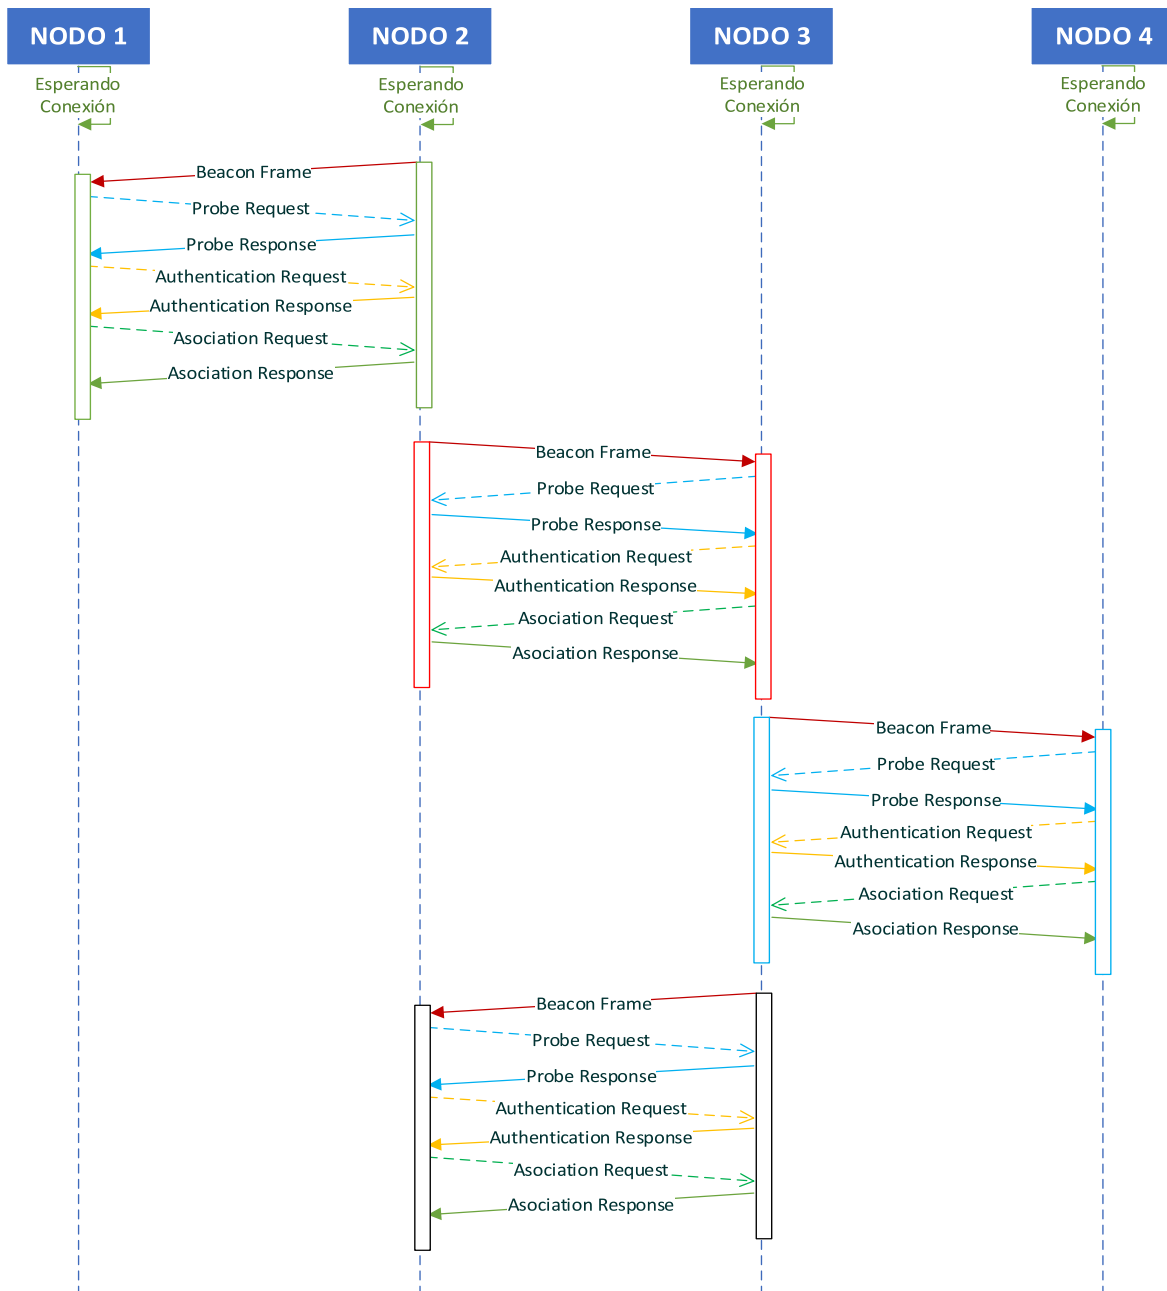 NODO 1
NODO 2
NODO 3
NODO 4
Esperando
Conexión
Esperando
Conexión
Esperando
Conexión
Esperando
Conexión
Beacon Frame
Probe Request
Probe Response
Authentication Request
Authentication Response
Asociation Request
Asociation Response
Beacon Frame
Probe Request
Probe Response
Authentication Request
Authentication Response
Asociation Request
Asociation Response
Beacon Frame
Probe Request
Probe Response
Authentication Request
Authentication Response
Asociation Request
Asociation Response
Beacon Frame
Probe Request
Probe Response
Authentication Request
Authentication Response
Asociation Request
Asociation Response